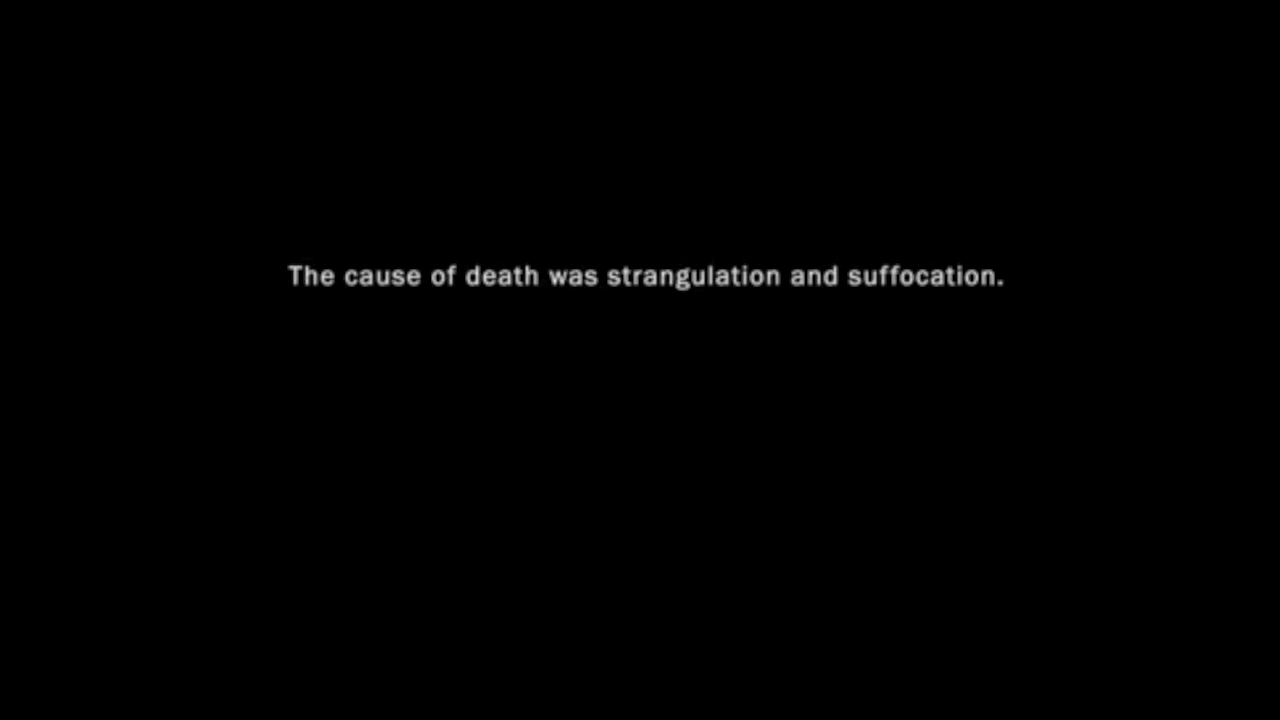 The cause of death was strangulation and suffocation.